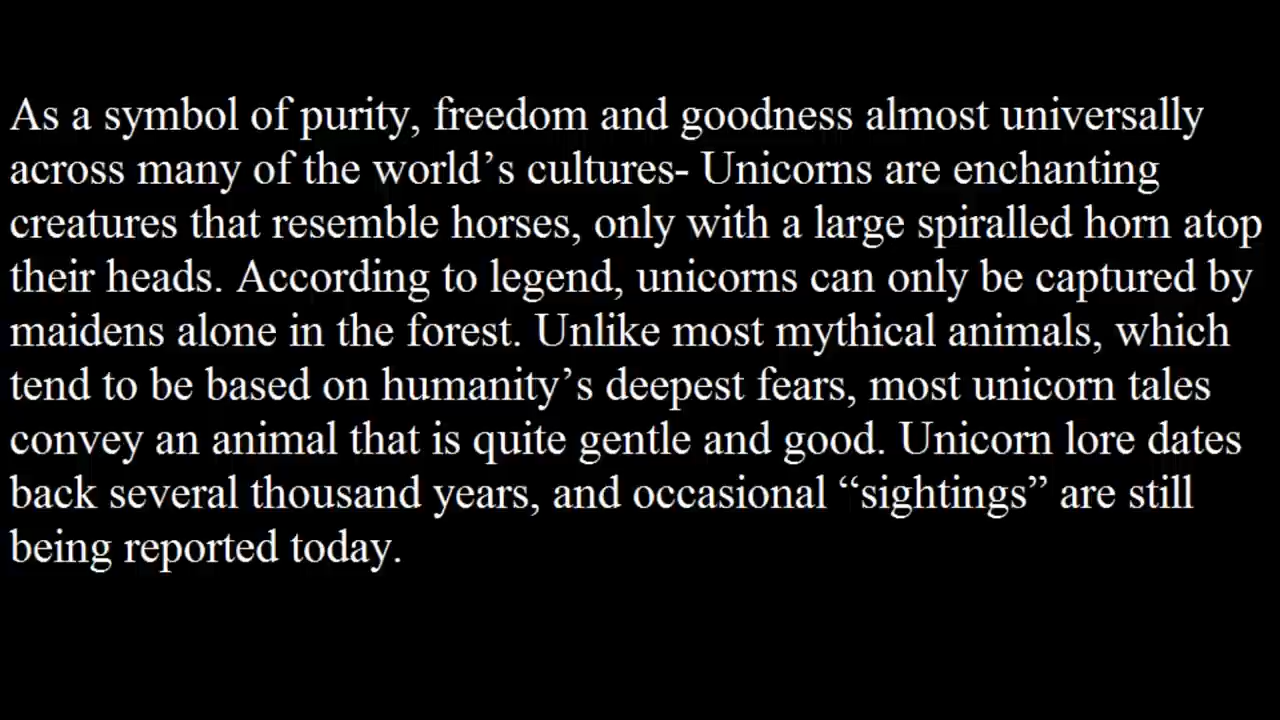 As a symbol of purity, freedom and goodness almost universally
across many of the world’s cultures- Unicorns are enchanting
creatures that resemble horses, only with a large spiralled horn atop
their heads. According to legend, unicorns can only be captured by
maidens alone in the forest. Unlike most mythical animals, which
tend to be based on humanity’s deepest fears, most unicorn tales
convey an animal that is quite gentle and good. Unicorn lore dates
back several thousand years, and occasional “sightings” are still
being reported today.